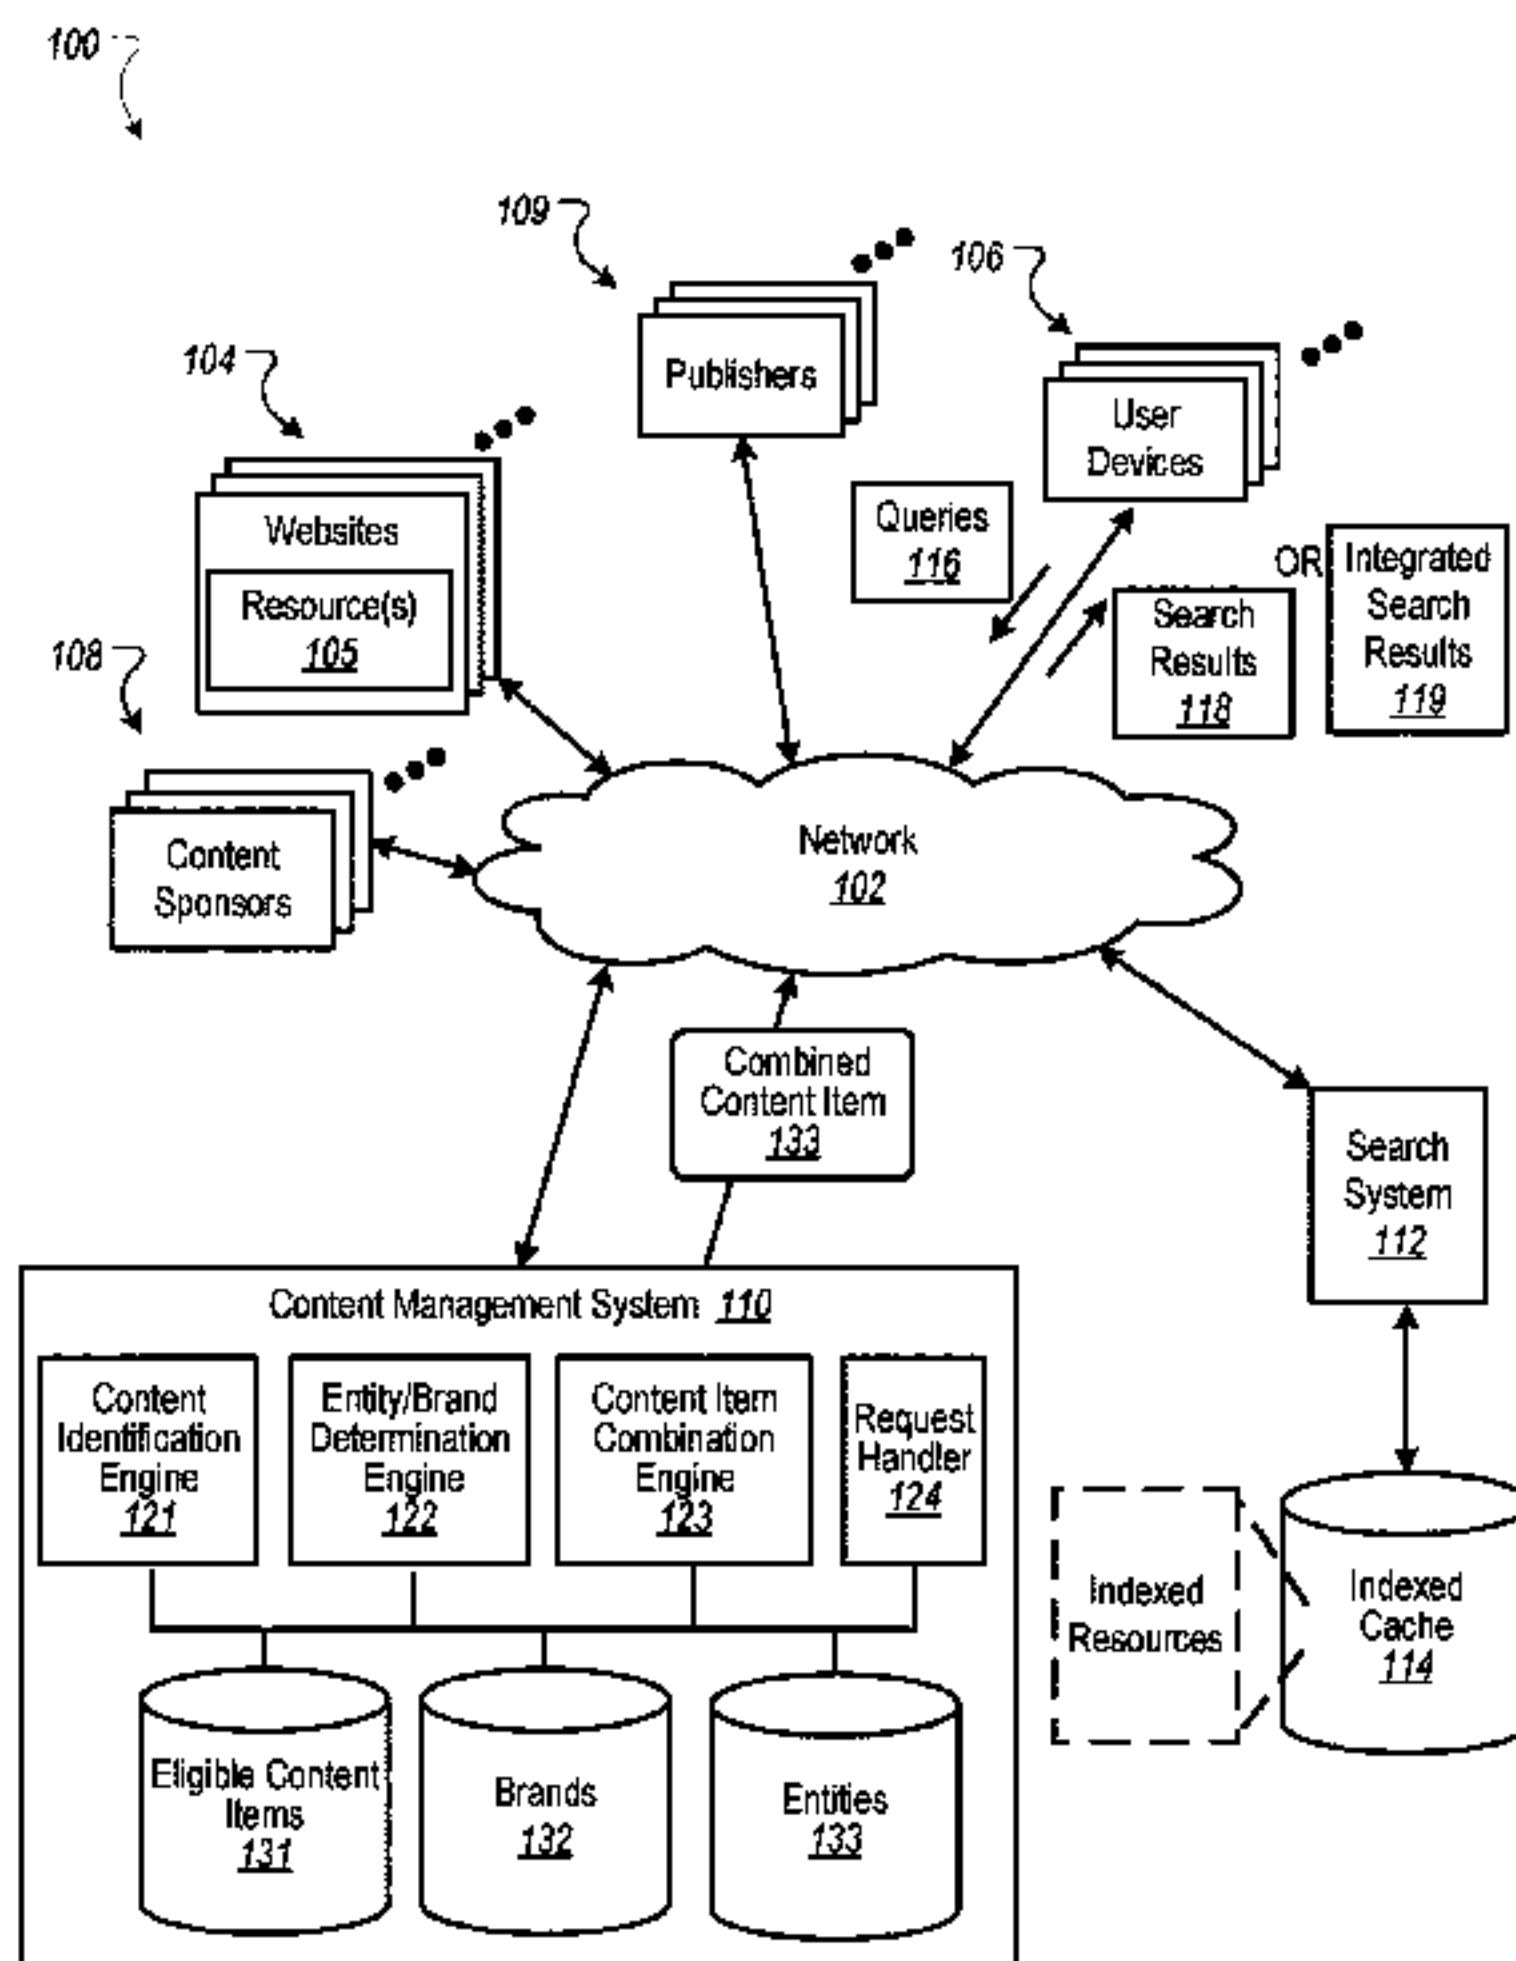 100
109
106
104
Publishers
User
Devices
Websites
Queries
116
OR
Integrated
Search
Results
119
Resource(s)
105
Search
Results
118
108
Content
Sponsors
Network
102
Combined
Content Item
133
Search
System
112
Content Management System 110
Content
Identification
Engine
121
Entity/Brand
Determination
Engine
122
Content Item
Combination
Engine
123
Request
Handler
124
Indexed
Resources
Indexed
Cache
114
Eligible Content
Items
131
Brands
132
Entities
133